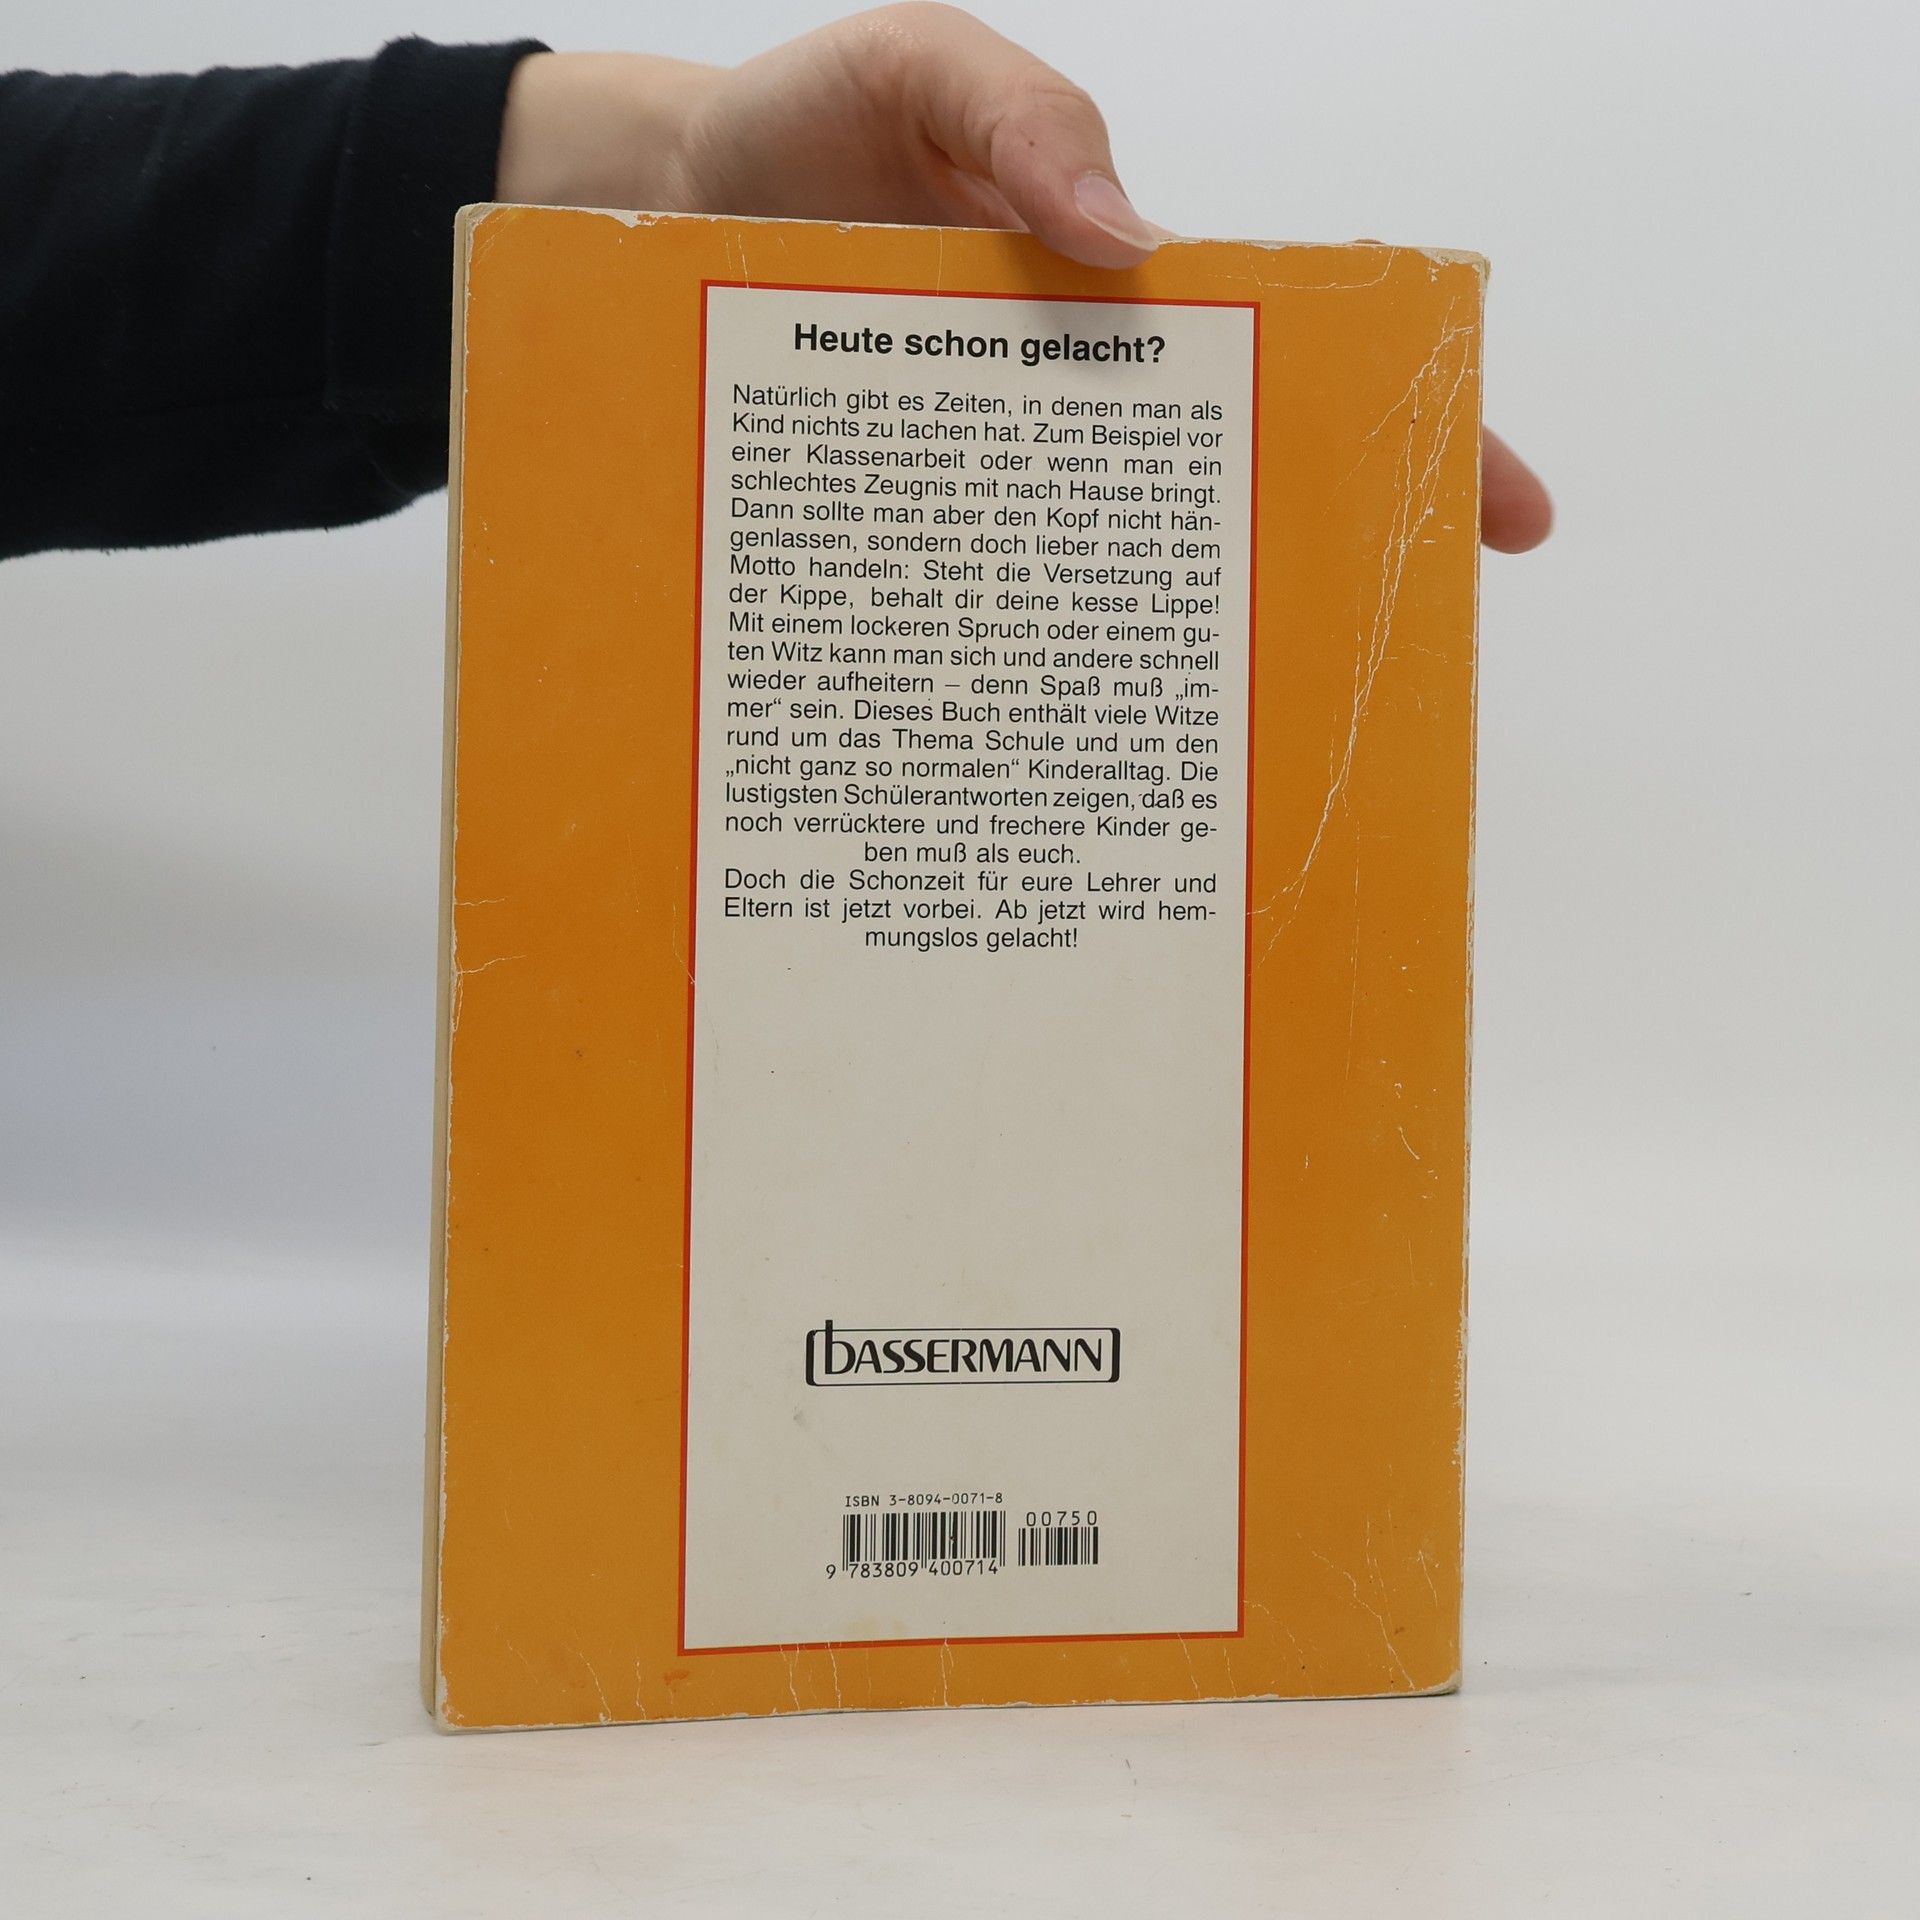 Heute schon gelacht?
Natürlich gibt es Zeiten, in denen man als
Kind nichts zu lachen hat. Zum Beispiel vor
einer Klassenarbeit oder wenn man ein
schlechtes Zeugnis mit nach Hause bringt.
Dann sollte man aber den Kopf nicht hän-
genlassen, sondern doch lieber nach dem
Motto handeln: Steht die Versetzung auf
der Kippe, behalt dir deine kesse Lippe!
Mit einem lockeren Spruch oder einem gu-
ten Witz kann man sich und andere schnell
wieder aufheitern – denn Spaß muß „im-
mer“ sein. Dieses Buch enthält viele Witze
rund um das Thema Schule und um den
„nicht ganz so normalen“ Kinderalltag. Die
lustigsten Schülerantworten zeigen, daß es
noch verrücktere und frechere Kinder ge-
ben muß als euch.
Doch die Schonzeit für eure Lehrer und
Eltern ist jetzt vorbei. Ab jetzt wird hem-
mungslos gelacht!
bASSERMANN
ISBN 3-8094-0071-8
00750
9 783809 400714